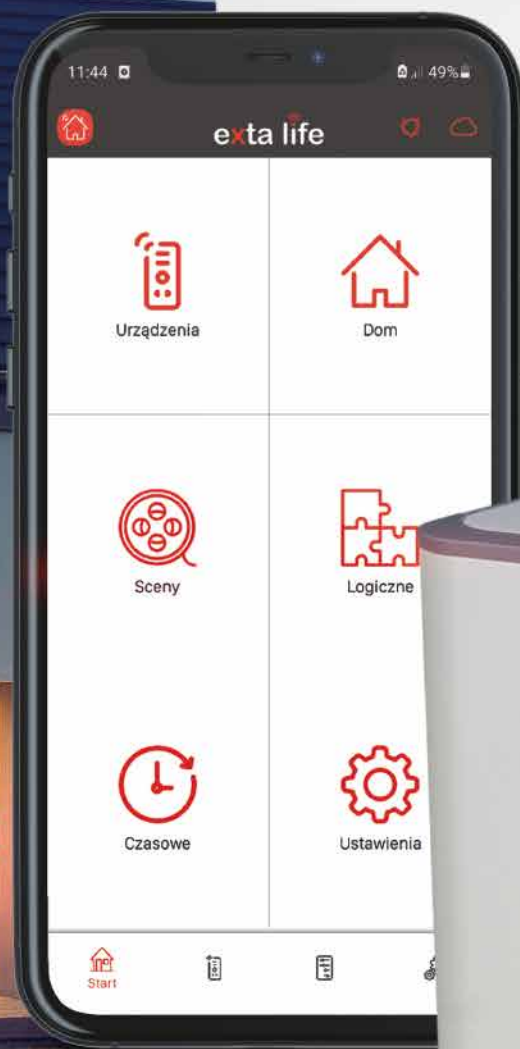 11:44
49%
exta life
Urządzenia
Dom
Sceny
Logiczne
Czasowe
Ustawienia
Start